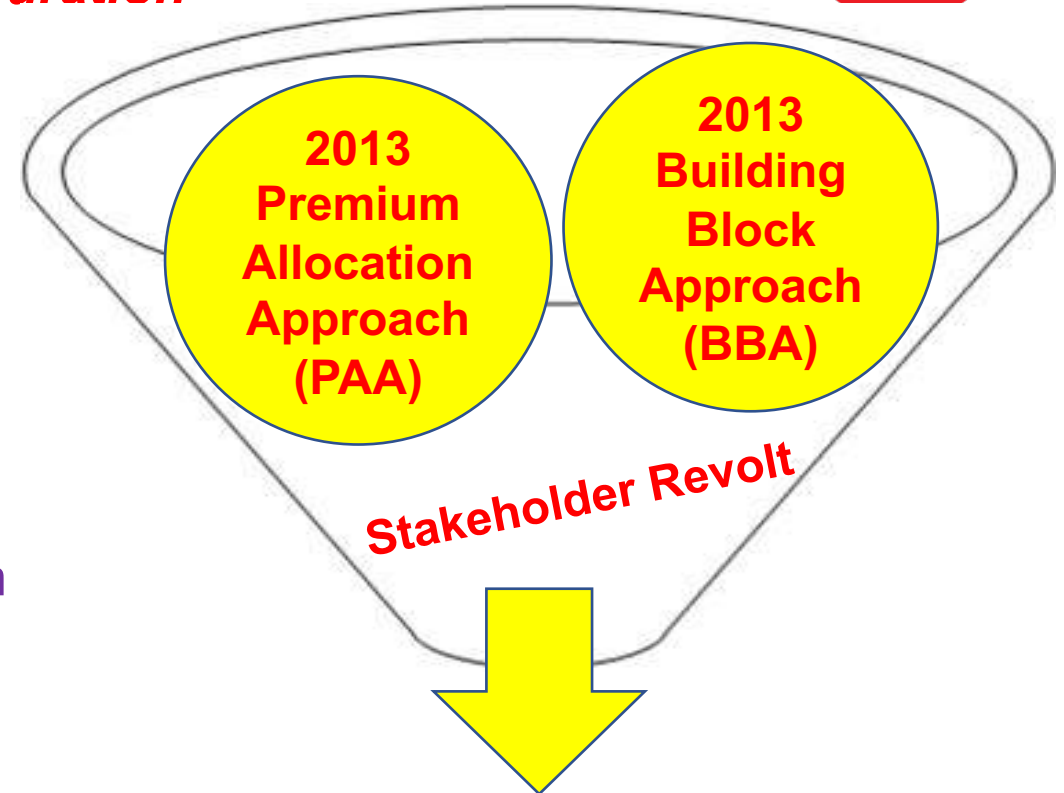 2013
Premium
Allocation
Approach
(PAA)
2013
Building
Block
Approach
(BBA)
Stakeholder Revolt